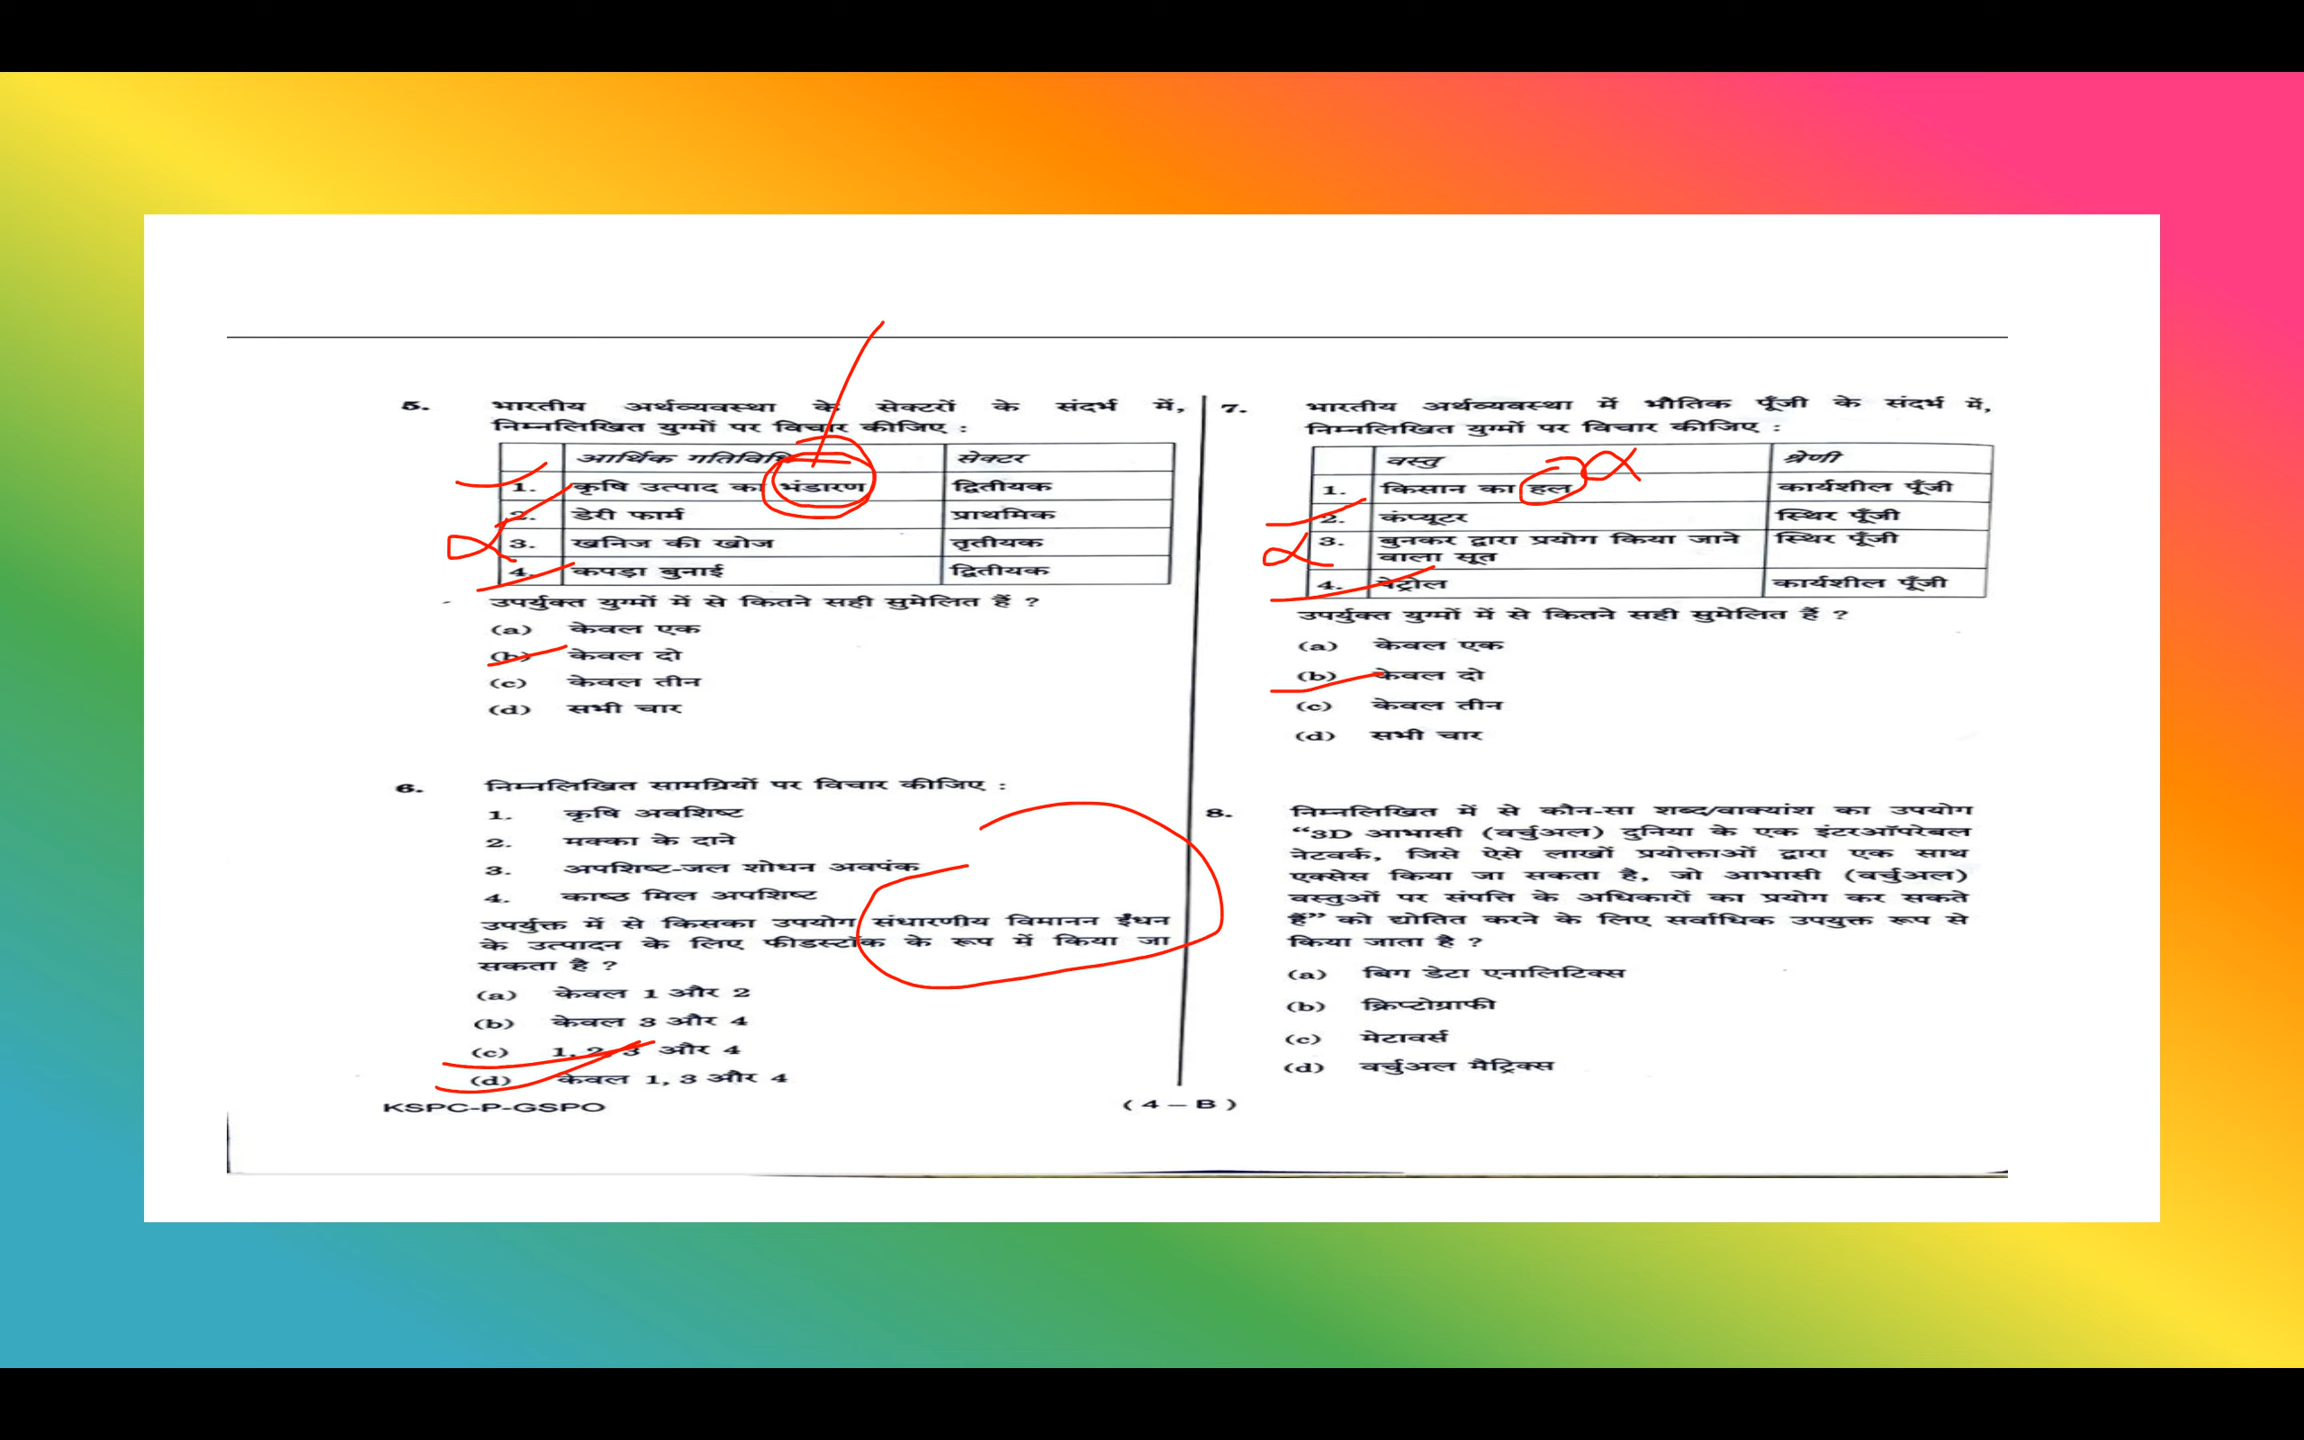 5. भारतीय अर्थव्यवस्था के सेक्टरों के संदर्भ में,
निम्नलिखित युग्मों पर विचार कीजिए :
आर्थिक गतिविधि सेक्टर
1. कृषि उत्पाद का भंडारण द्वितीयक
2. डेरी फार्म प्राथमिक
3. खनिज की खोज तृतीयक
4. कपड़ा बुनाई द्वितीयक
उपर्युक्त युग्मों में से कितने सही सुमेलित हैं ?
(a) केवल एक
(b) केवल दो
(c) केवल तीन
(d) सभी चार
6. निम्नलिखित सामग्रियों पर विचार कीजिए :
1. कृषि अवशिष्ट
2. मक्का के दाने
3. अपशिष्ट-जल शोधन अवपंक
4. काष्ठ मिल अपशिष्ट
उपर्युक्त में से किसका उपयोग संधारणीय विमानन ईंधन
के उत्पादन के लिए फीडस्टॉक के रूप में किया जा
सकता है ?
(a) केवल 1 और 2
(b) केवल 3 और 4
(c) 1, 2, 3 और 4
(d) केवल 1, 3 और 4
KSPC-P-GSPO
7. भारतीय अर्थव्यवस्था में भौतिक पूँजी के संदर्भ में,
निम्नलिखित युग्मों पर विचार कीजिए :
वस्तु श्रेणी
1. किसान का हल कार्यशील पूँजी
2. कंप्यूटर स्थिर पूँजी
3. बुनकर द्वारा प्रयोग किया जाने स्थिर पूँजी
वाला सूत
4. पेट्रोल कार्यशील पूँजी
उपर्युक्त युग्मों में से कितने सही सुमेलित हैं ?
(a) केवल एक
(b) केवल दो
(c) केवल तीन
(d) सभी चार
8. निम्नलिखित में से कौन-सा शब्द/वाक्यांश का उपयोग
“3D आभासी (वर्चुअल) दुनिया के एक इंटरऑपरेबल
नेटवर्क, जिसे ऐसे लाखों प्रयोक्ताओं द्वारा एक साथ
एक्सेस किया जा सकता है, जो आभासी (वर्चुअल)
वस्तुओं पर संपत्ति के अधिकारों का प्रयोग कर सकते
हैं” को द्योतित करने के लिए सर्वाधिक उपयुक्त रूप से
किया जाता है ?
(a) बिग डेटा एनालिटिक्स
(b) क्रिप्टोग्राफी
(c) मेटावर्स
(d) वर्चुअल मैट्रिक्स
( 4 – B )